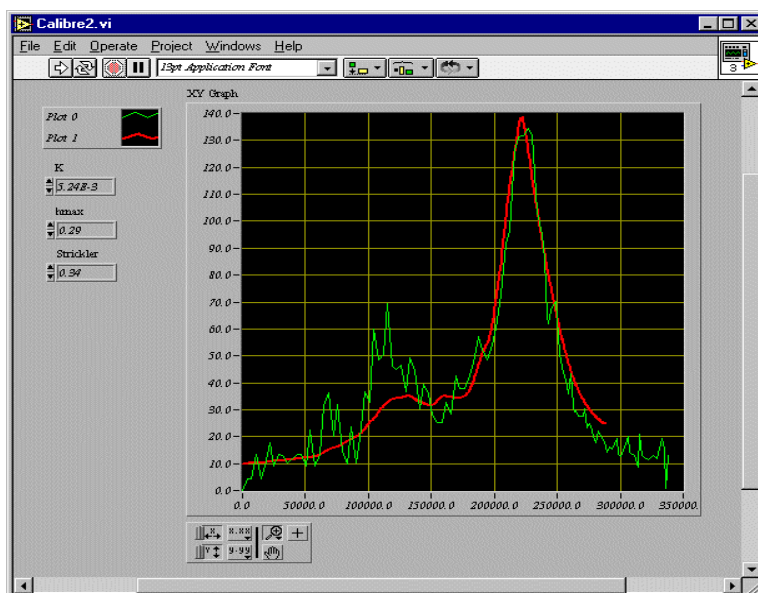 Calibre2.vi
File Edit Operate Project Windows Help
13pt Application Font
3
XY Graph
Plot 0
Plot 1
K
5.24E-3
hmax
0.29
Strickler
0.34
140.0
130.0
120.0
110.0
100.0
90.0
80.0
70.0
60.0
50.0
40.0
30.0
20.0
10.0
0.0
0.0 50000.0 100000.0 150000.0 200000.0 250000.0 300000.0 350000.
X X.XX
Y Y.YY